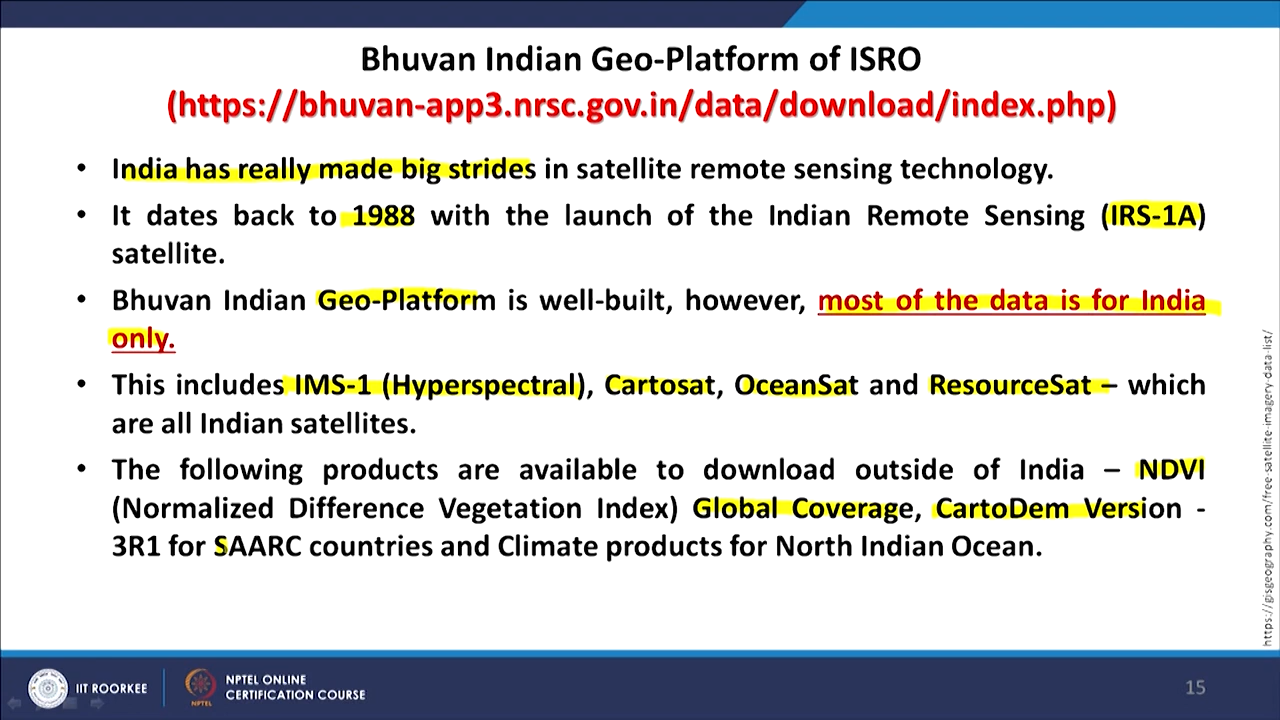 Bhuvan Indian Geo-Platform of ISRO
(https://bhuvan-app3.nrsc.gov.in/data/download/index.php)
• India has really made big strides in satellite remote sensing technology.
• It dates back to 1988 with the launch of the Indian Remote Sensing (IRS-1A)
satellite.
• Bhuvan Indian Geo-Platform is well-built, however, most of the data is for India
only.
• This includes IMS-1 (Hyperspectral), Cartosat, OceanSat and ResourceSat – which
are all Indian satellites.
• The following products are available to download outside of India – NDVI
(Normalized Difference Vegetation Index) Global Coverage, CartoDem Version -
3R1 for SAARC countries and Climate products for North Indian Ocean.
https://gisgeography.com/free-satellite-imagery-data-list/
IIT ROORKEE
NPTEL
NPTEL ONLINE
CERTIFICATION COURSE
15